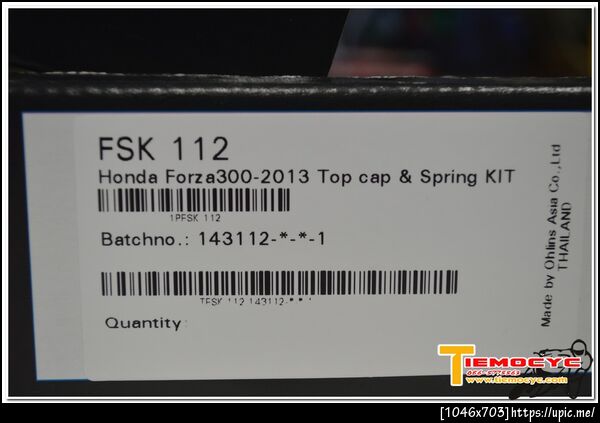 FSK 112
Honda Forza300-2013 Top cap & Spring KIT
1PFSK 112
Batchno.: 143112-*-*-1
TFSK 112 143112-*-*-1
Quantity
Made by Ohlins Asia Co.,Ltd
THAILAND
TIEMOCYC
www.tiemocyc.com
[1046x703]https://upic.me/